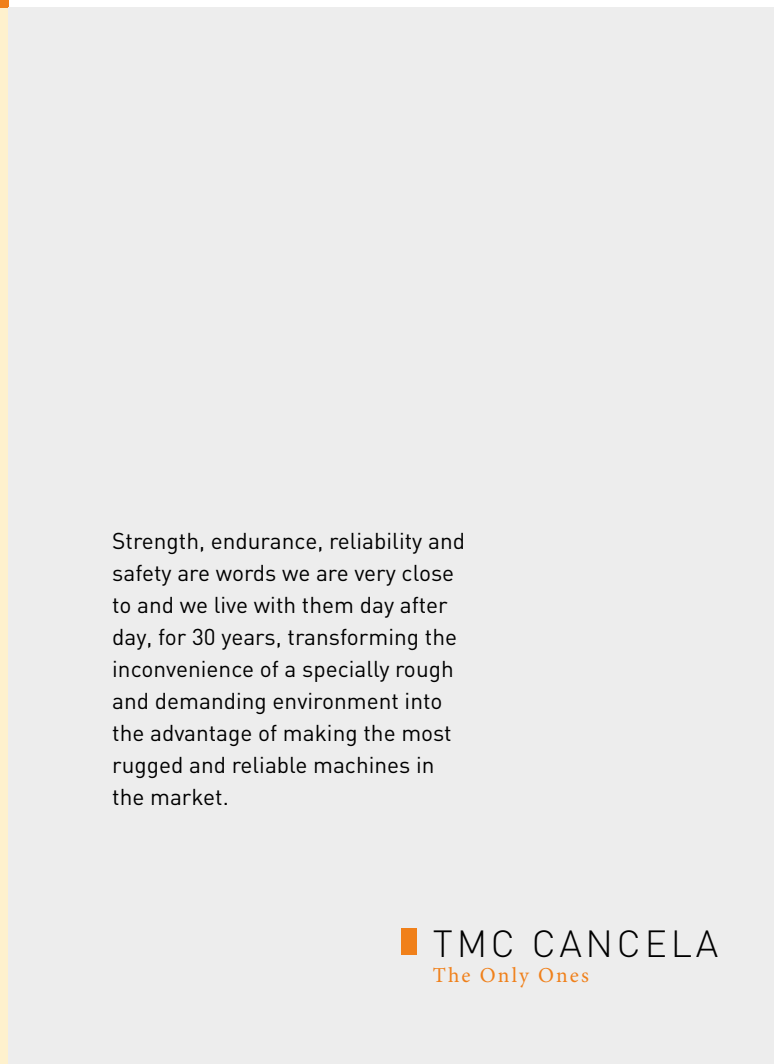 Strength, endurance, reliability and
safety are words we are very close
to and we live with them day after
day, for 30 years, transforming the
inconvenience of a specially rough
and demanding environment into
the advantage of making the most
rugged and reliable machines in
the market.
TMC CANCELA
The Only Ones